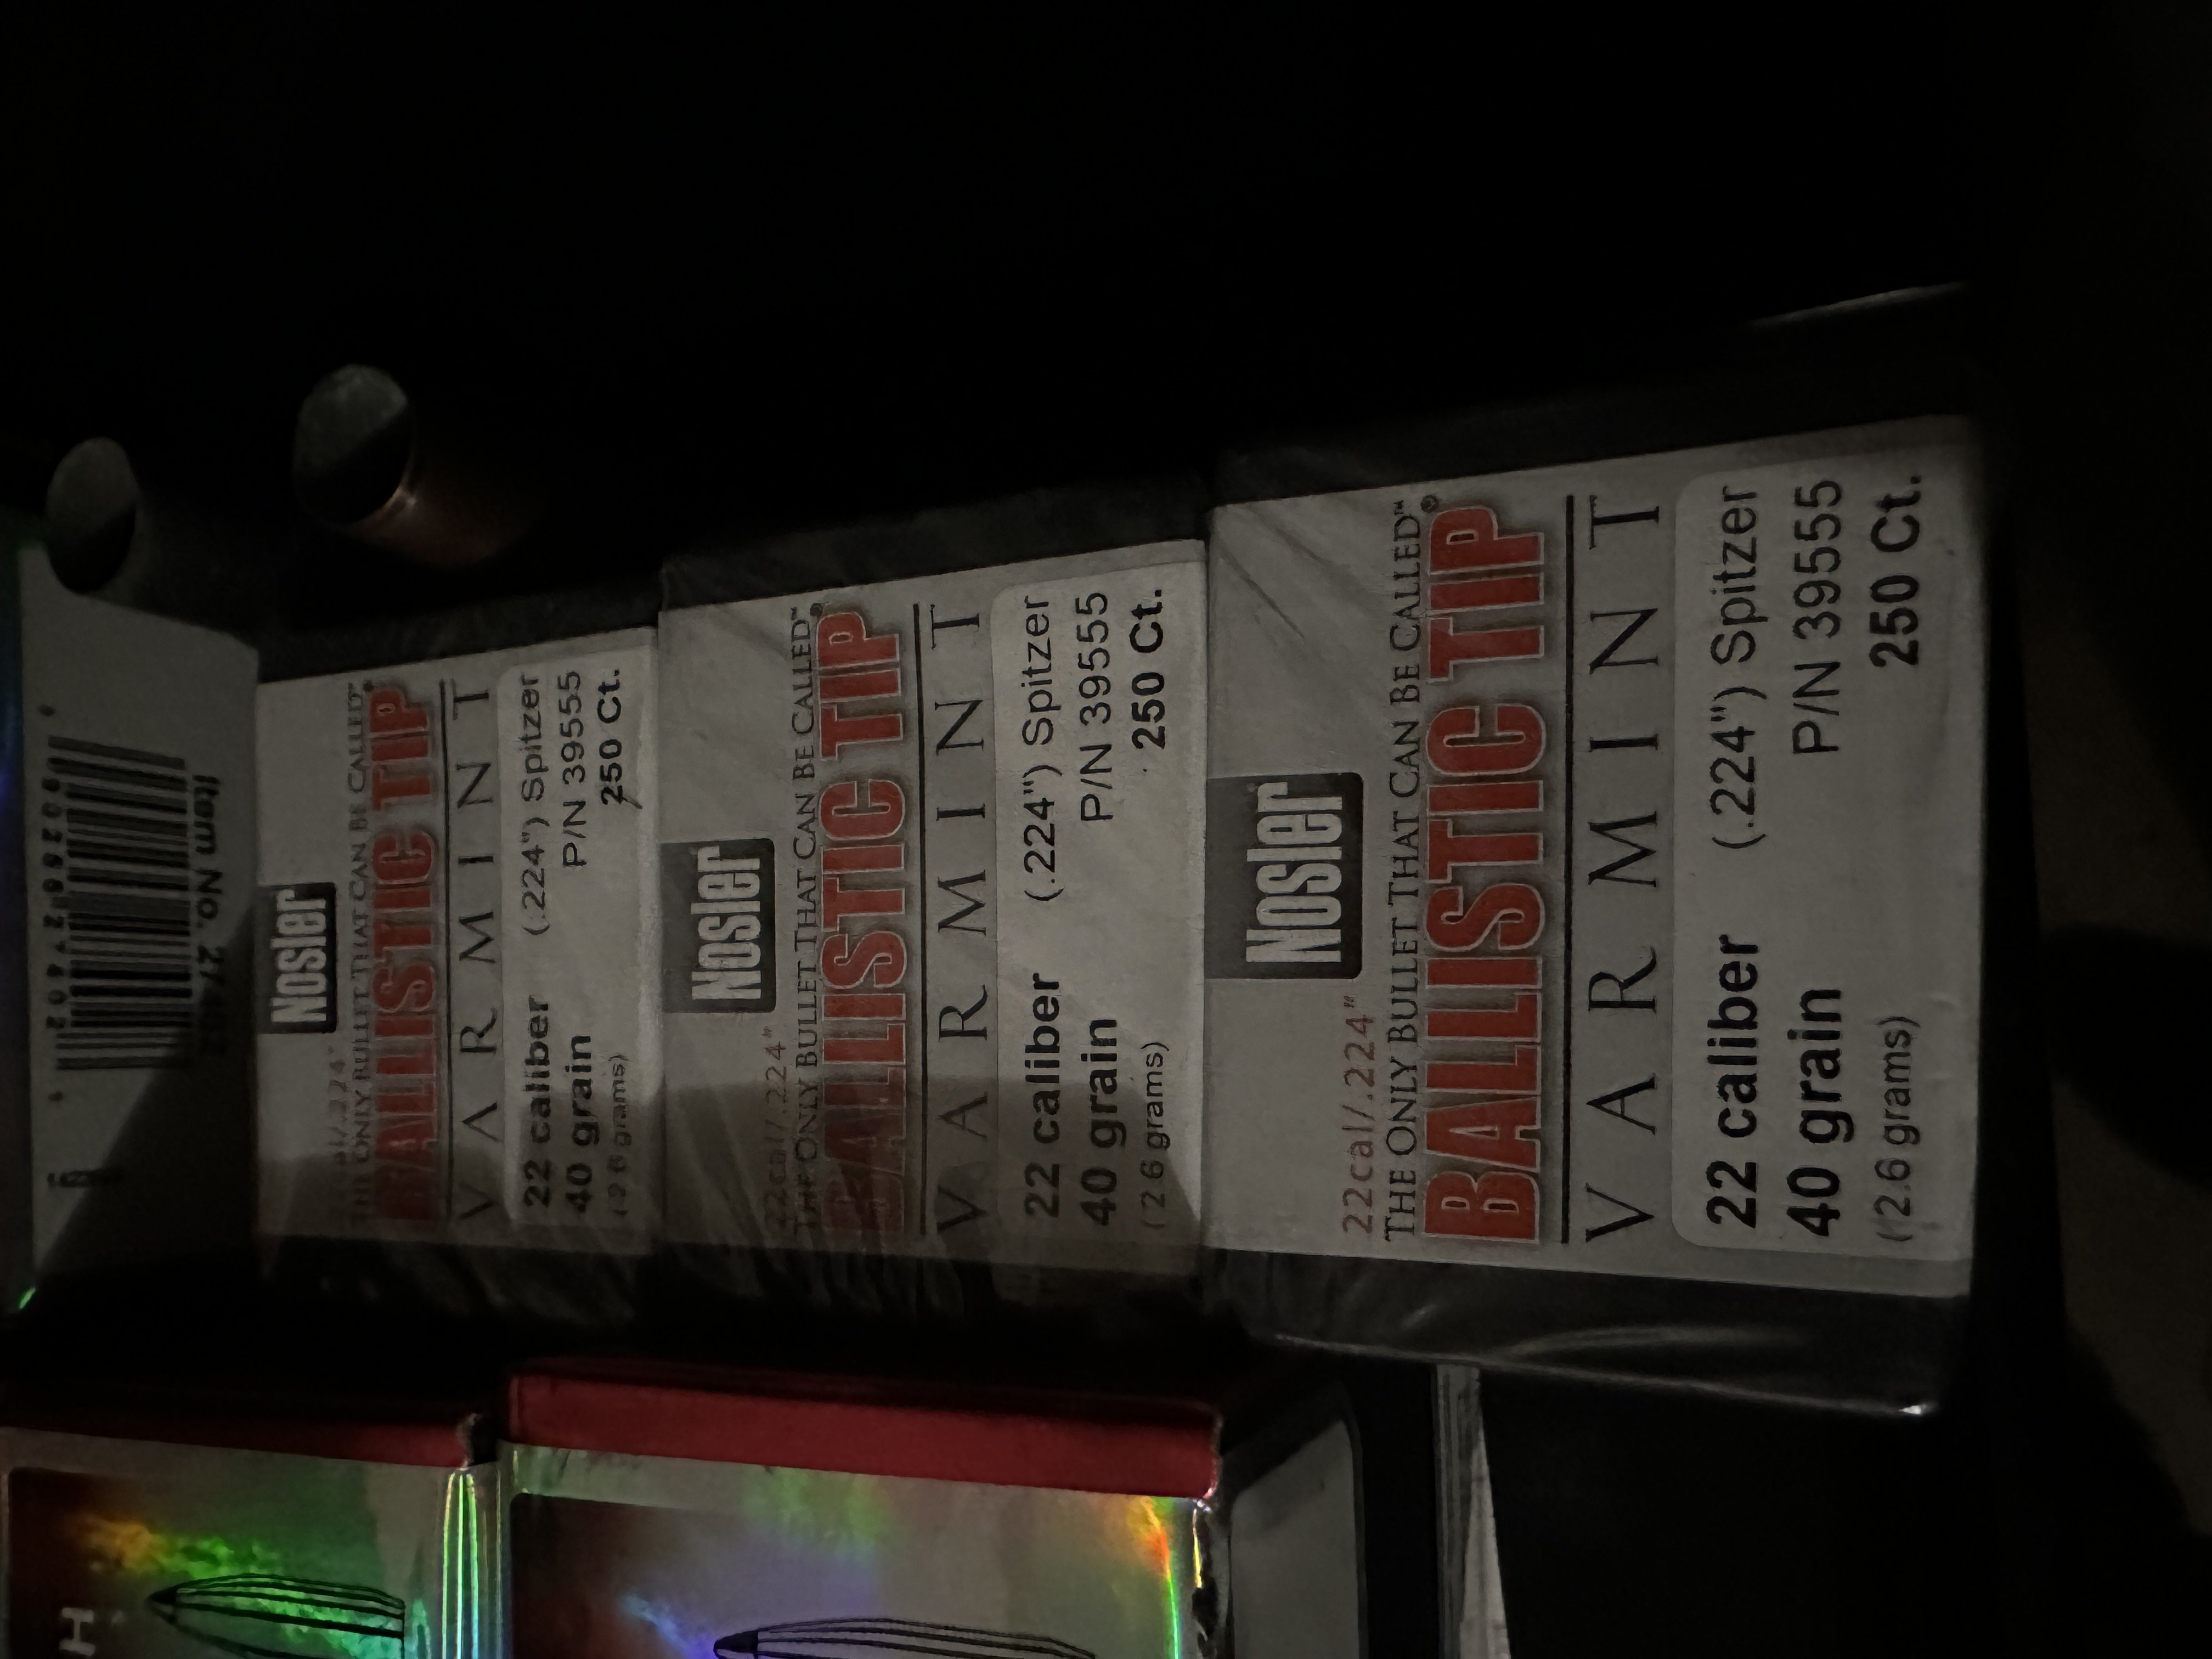 Item No. 27402
Nosler
THE ONLY BULLET THAT CAN BE CALLED™
BALLISTIC TIP®
VARMINT
22 caliber (.224") Spitzer
40 grain P/N 39555
(2.6 grams) 250 Ct.
Nosler
22cal/.224"
THE ONLY BULLET THAT CAN BE CALLED™
BALLISTIC TIP®
VARMINT
22 caliber (.224") Spitzer
40 grain P/N 39555
(2.6 grams) 250 Ct.
Nosler
22cal/.224"
THE ONLY BULLET THAT CAN BE CALLED™
BALLISTIC TIP®
VARMINT
22 caliber (.224") Spitzer
40 grain P/N 39555
(2.6 grams) 250 Ct.
H